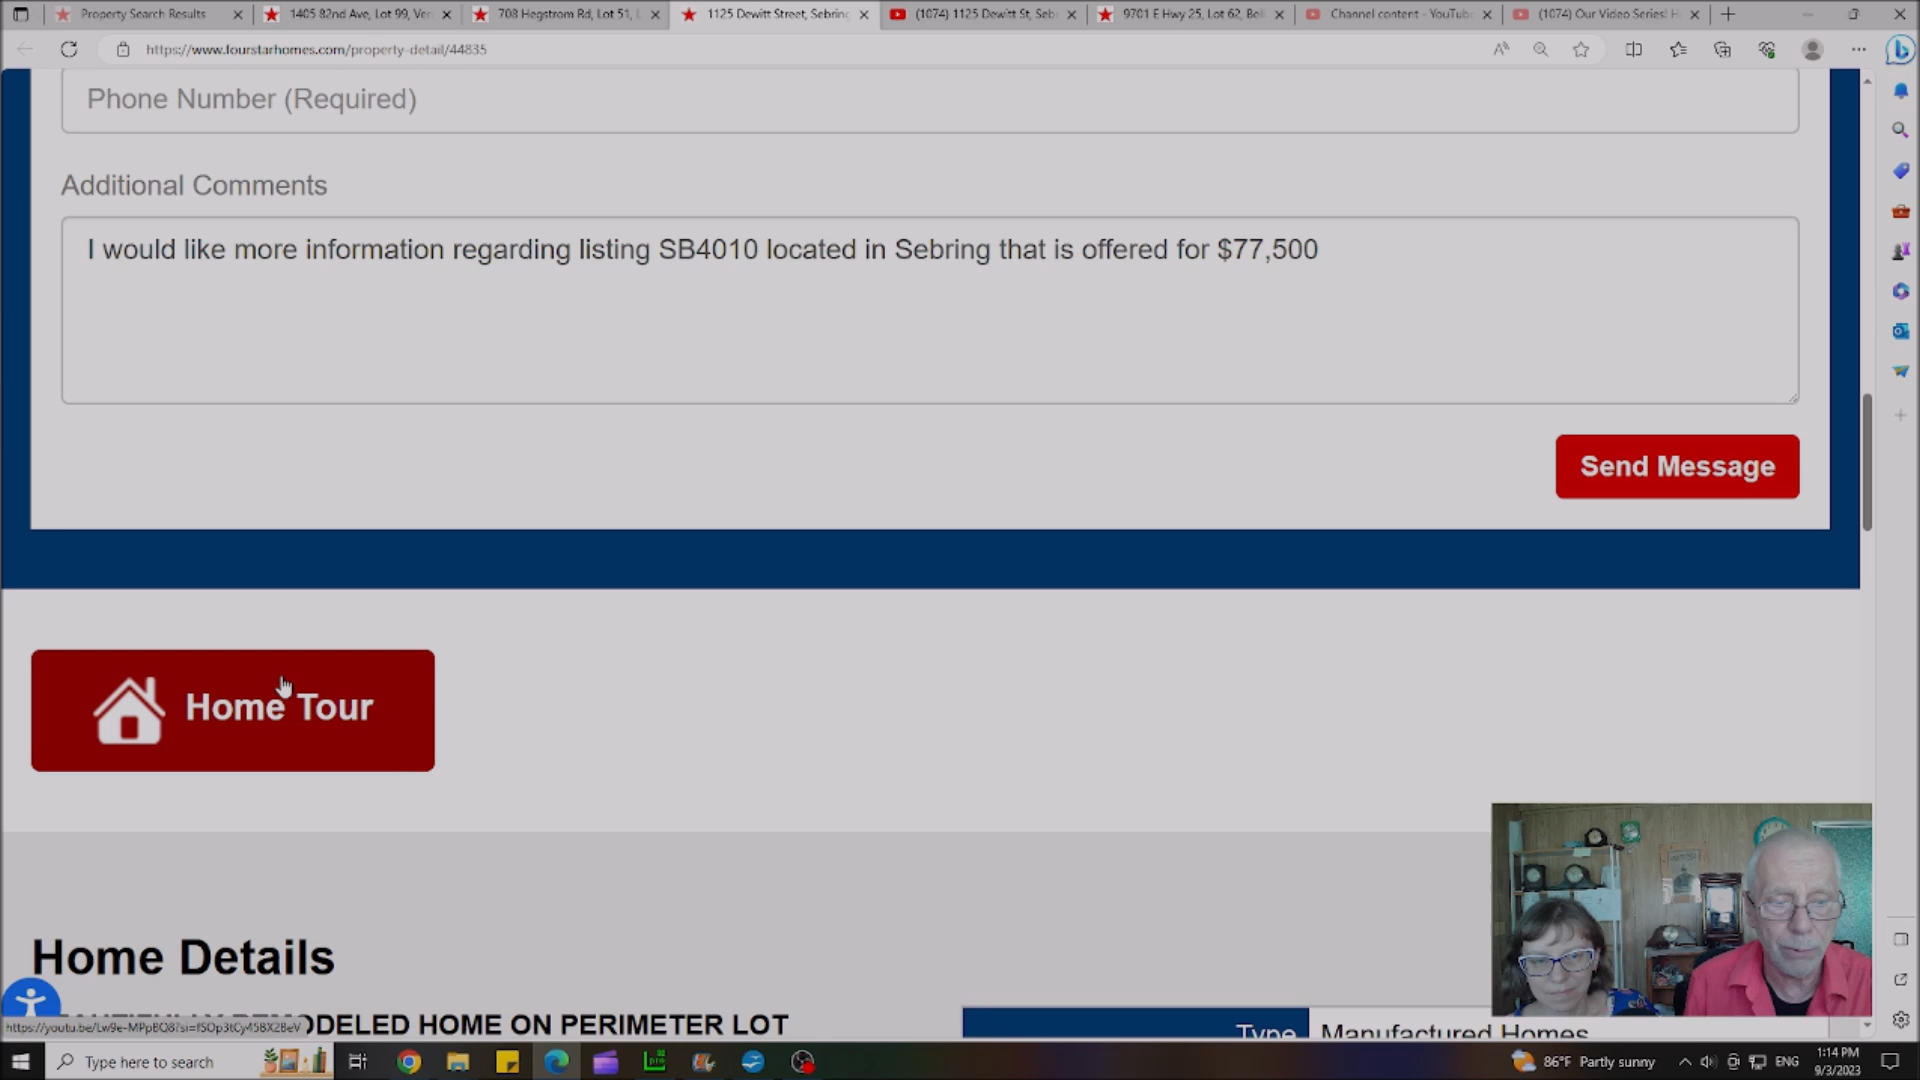 Property Search Results
1405 82nd Ave, Lot 99, Ver
708 Hegstrom Rd, Lot 51, L
1125 Dewitt Street, Sebring
(1074) 1125 Dewitt St, Seb
9701 E Hwy 25, Lot 62, Bel
Channel content - YouTube
(1074) Our Video Series! H
https://www.fourstarhomes.com/property-detail/44835
Phone Number (Required)
Additional Comments
I would like more information regarding listing SB4010 located in Sebring that is offered for $77,500
Send Message
Home Tour
Home Details
ODELED HOME ON PERIMETER LOT
Type
Manufactured Homes
Type here to search
86°F Partly sunny
ENG
1:14 PM
9/3/2023